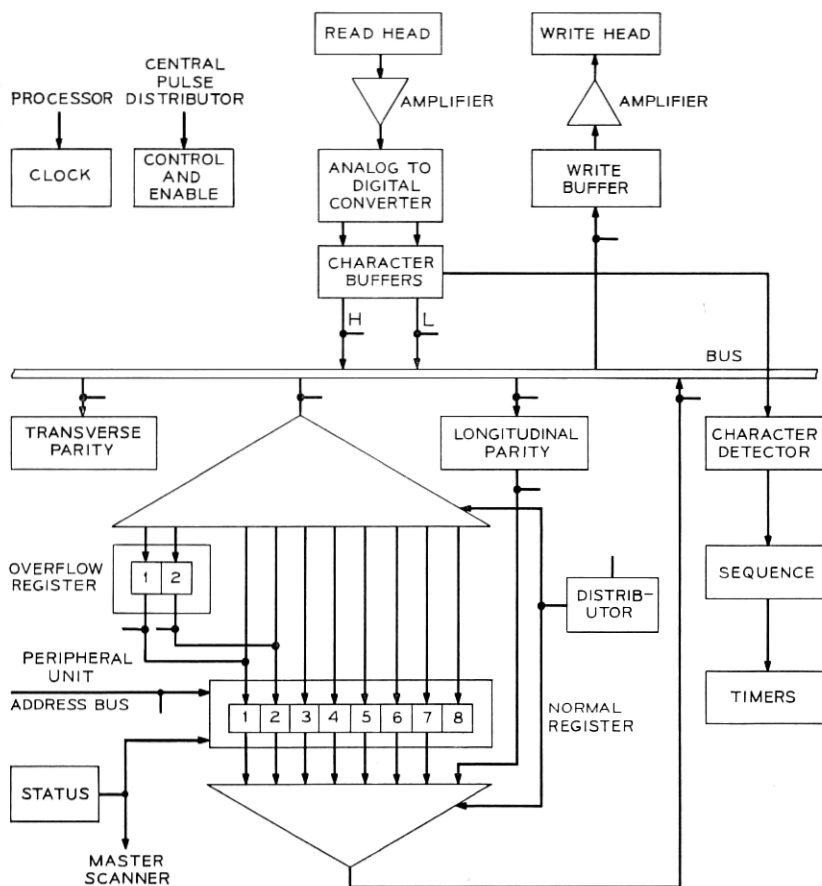 READ HEAD
WRITE HEAD
CENTRAL
PULSE
DISTRIBUTOR
PROCESSOR
AMPLIFIER
AMPLIFIER
CLOCK
CONTROL
AND
ENABLE
ANALOG TO
DIGITAL
CONVERTER
WRITE
BUFFER
CHARACTER
BUFFERS
H
L
BUS
TRANSVERSE
PARITY
LONGITUDINAL
PARITY
CHARACTER
DETECTOR
OVERFLOW
REGISTER
1 2
DISTRIB-
UTOR
SEQUENCE
PERIPHERAL
UNIT
ADDRESS BUS
1 2 3 4 5 6 7 8
NORMAL
REGISTER
TIMERS
STATUS
MASTER
SCANNER